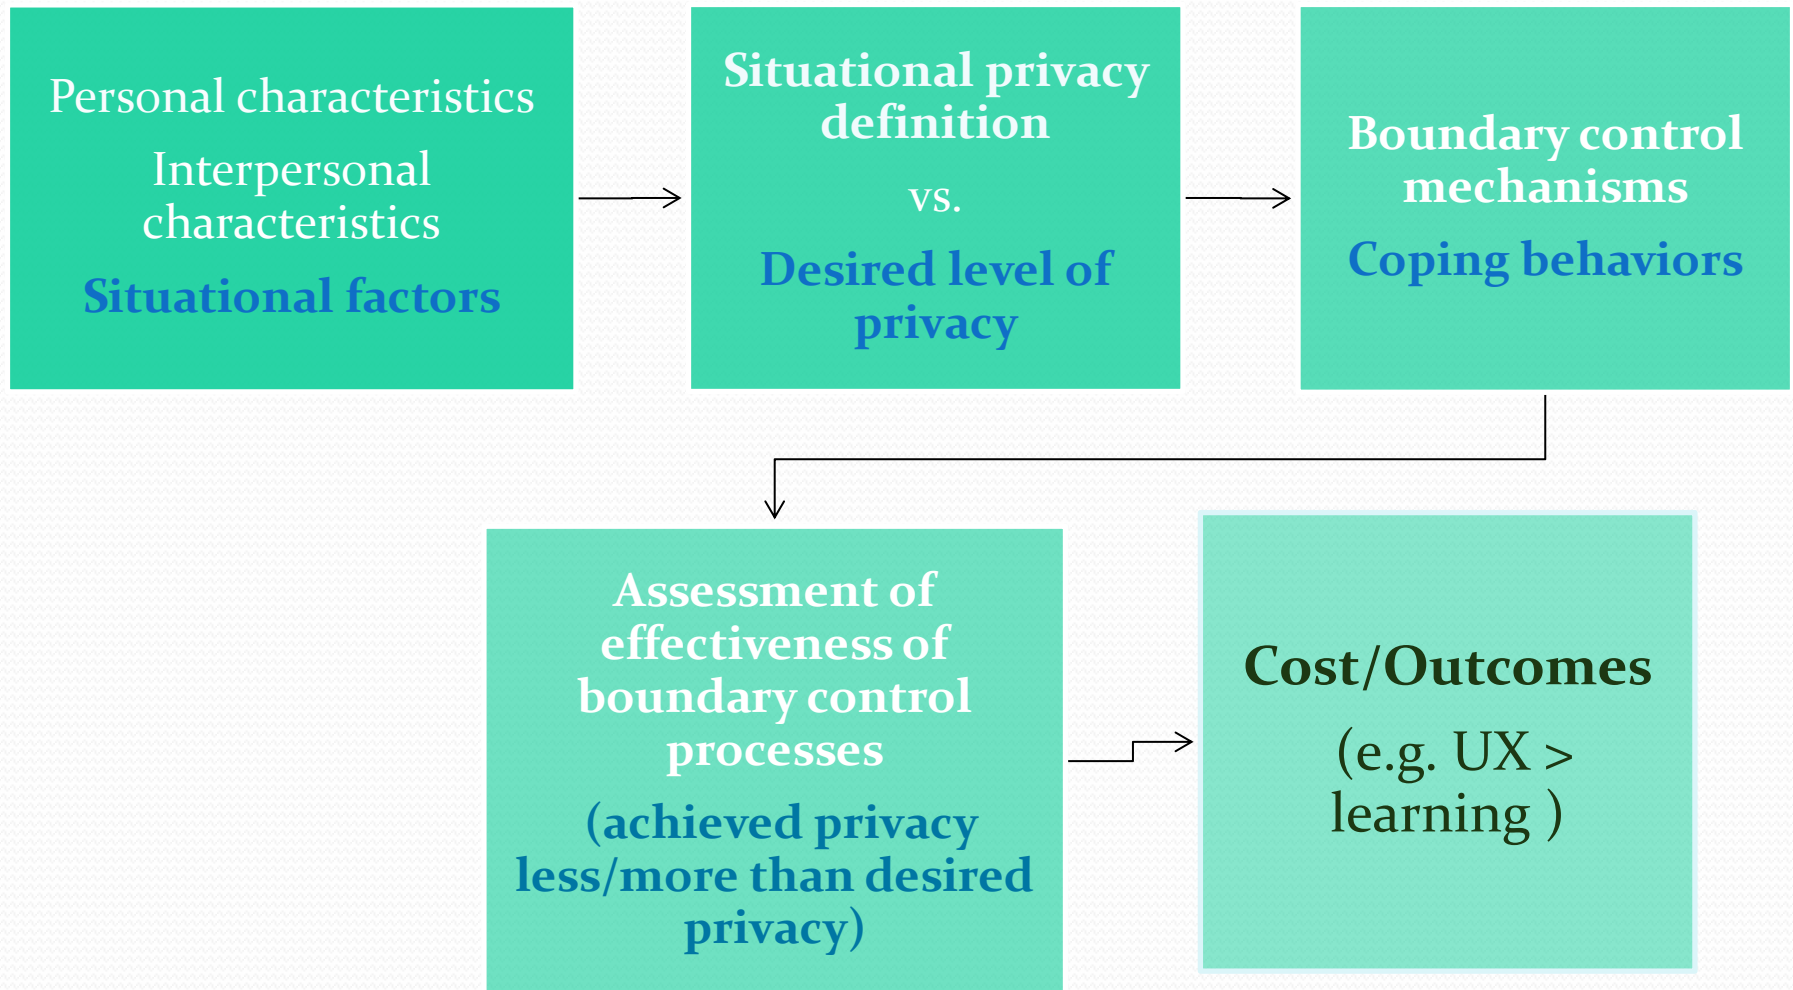 Personal characteristics
Interpersonal
characteristics
Situational factors
Situational privacy
definition
vs.
Desired level of
privacy
Boundary control
mechanisms
Coping behaviors
Assessment of
effectiveness of
boundary control
processes
(achieved privacy
less/more than desired
privacy)
Cost/Outcomes
(e.g. UX >
learning )